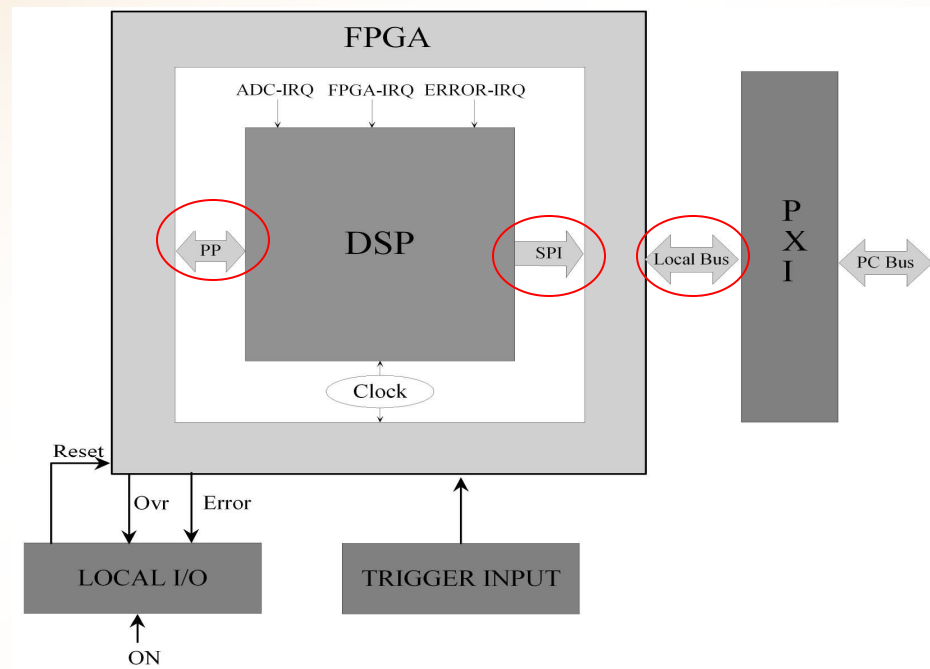 FPGA
ADC-IRQ FPGA-IRQ ERROR-IRQ
PP
DSP
SPI
Local Bus
PXI
PC Bus
Clock
Reset
Ovr
Error
LOCAL I/O
TRIGGER INPUT
ON